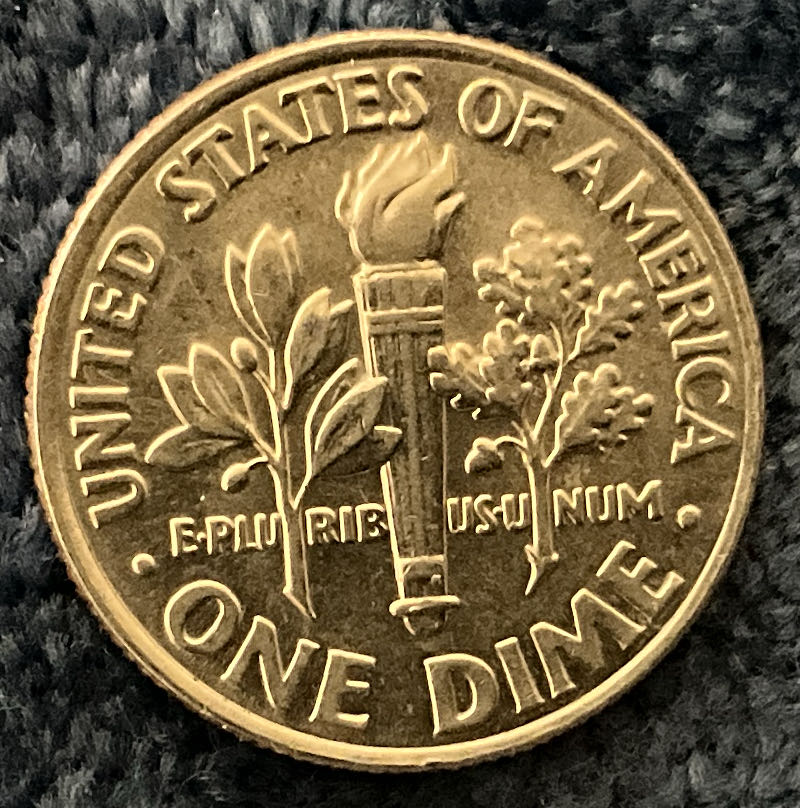 UNITED STATES OF AMERICA
E·PLURIBUS·UNUM
· ONE DIME ·